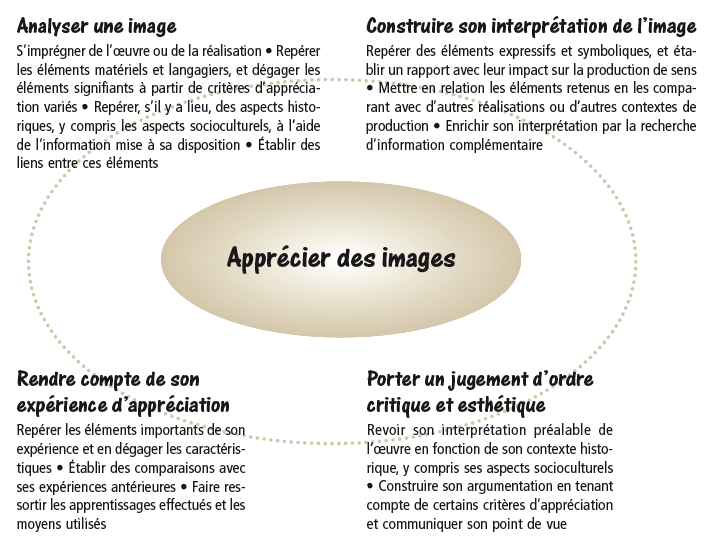 Analyser une image
S'imprégner de l'œuvre ou de la réalisation • Repérer
les éléments matériels et langagiers, et dégager les
éléments signifiants à partir de critères d'apprécia-
tion variés • Repérer, s'il y a lieu, des aspects histo-
riques, y compris les aspects socioculturels, à l'aide
de l'information mise à sa disposition • Établir des
liens entre ces éléments
Construire son interprétation de l'image
Repérer des éléments expressifs et symboliques, et éta-
blir un rapport avec leur impact sur la production de sens
• Mettre en relation les éléments retenus en les compa-
rant avec d'autres réalisations ou d'autres contextes de
production • Enrichir son interprétation par la recherche
d'information complémentaire
Apprécier des images
Rendre compte de son
expérience d'appréciation
Repérer les éléments importants de son
expérience et en dégager les caractéris-
tiques • Établir des comparaisons avec
ses expériences antérieures • Faire res-
sortir les apprentissages effectués et les
moyens utilisés
Porter un jugement d'ordre
critique et esthétique
Revoir son interprétation préalable de
l'œuvre en fonction de son contexte histo-
rique, y compris ses aspects socioculturels
• Construire son argumentation en tenant
compte de certains critères d'appréciation
et communiquer son point de vue